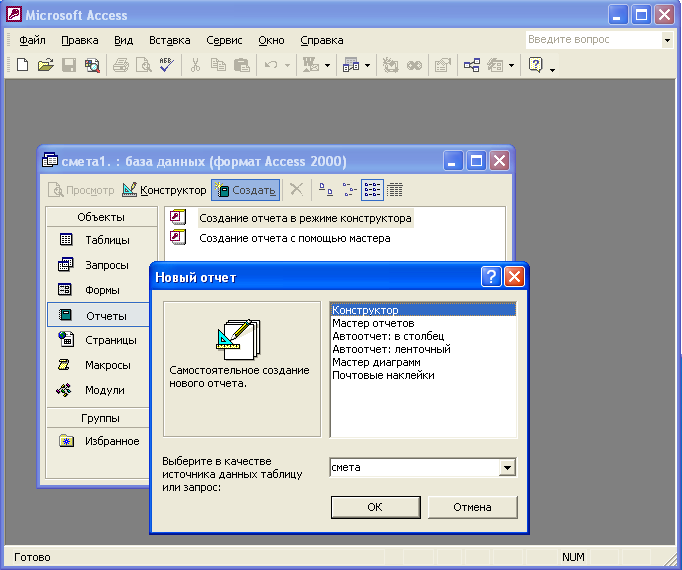 Microsoft Access
Файл Правка Вид Вставка Сервис Окно Справка Введите вопрос
смета1. : база данных (формат Access 2000)
Просмотр Конструктор Создать
Объекты
Таблицы
Запросы
Формы
Отчеты
Страницы
Макросы
Модули
Группы
Избранное
Создание отчета в режиме конструктора
Создание отчета с помощью мастера
Новый отчет
Самостоятельное создание
нового отчета.
Конструктор
Мастер отчетов
Автоотчет: в столбец
Автоотчет: ленточный
Мастер диаграмм
Почтовые наклейки
Выберите в качестве
источника данных таблицу
или запрос:
смета
ОК Отмена
Готово NUM